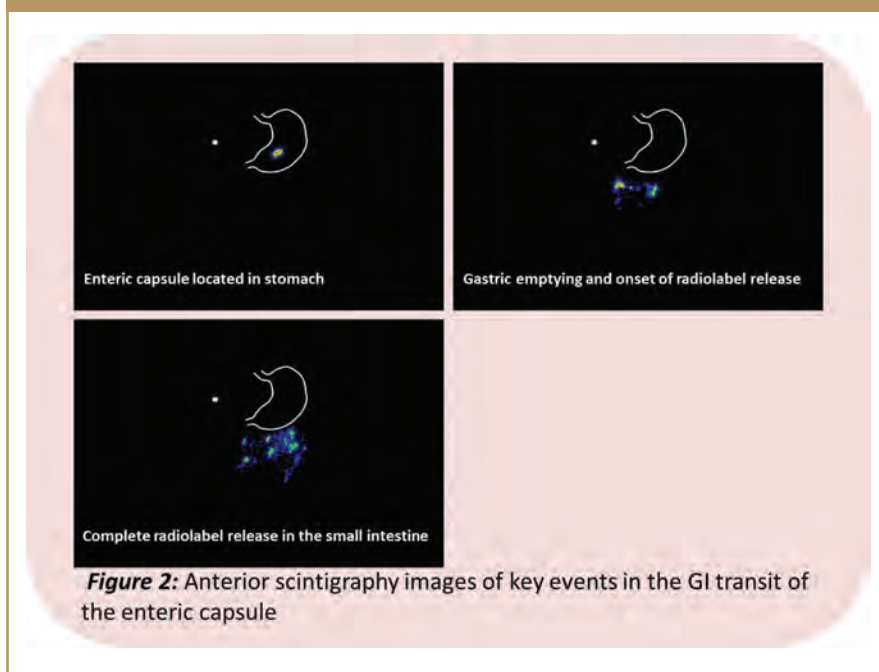 Enteric capsule located in stomach
Gastric emptying and onset of radiolabel release
Complete radiolabel release in the small intestine
Figure 2: Anterior scintigraphy images of key events in the GI transit of
the enteric capsule